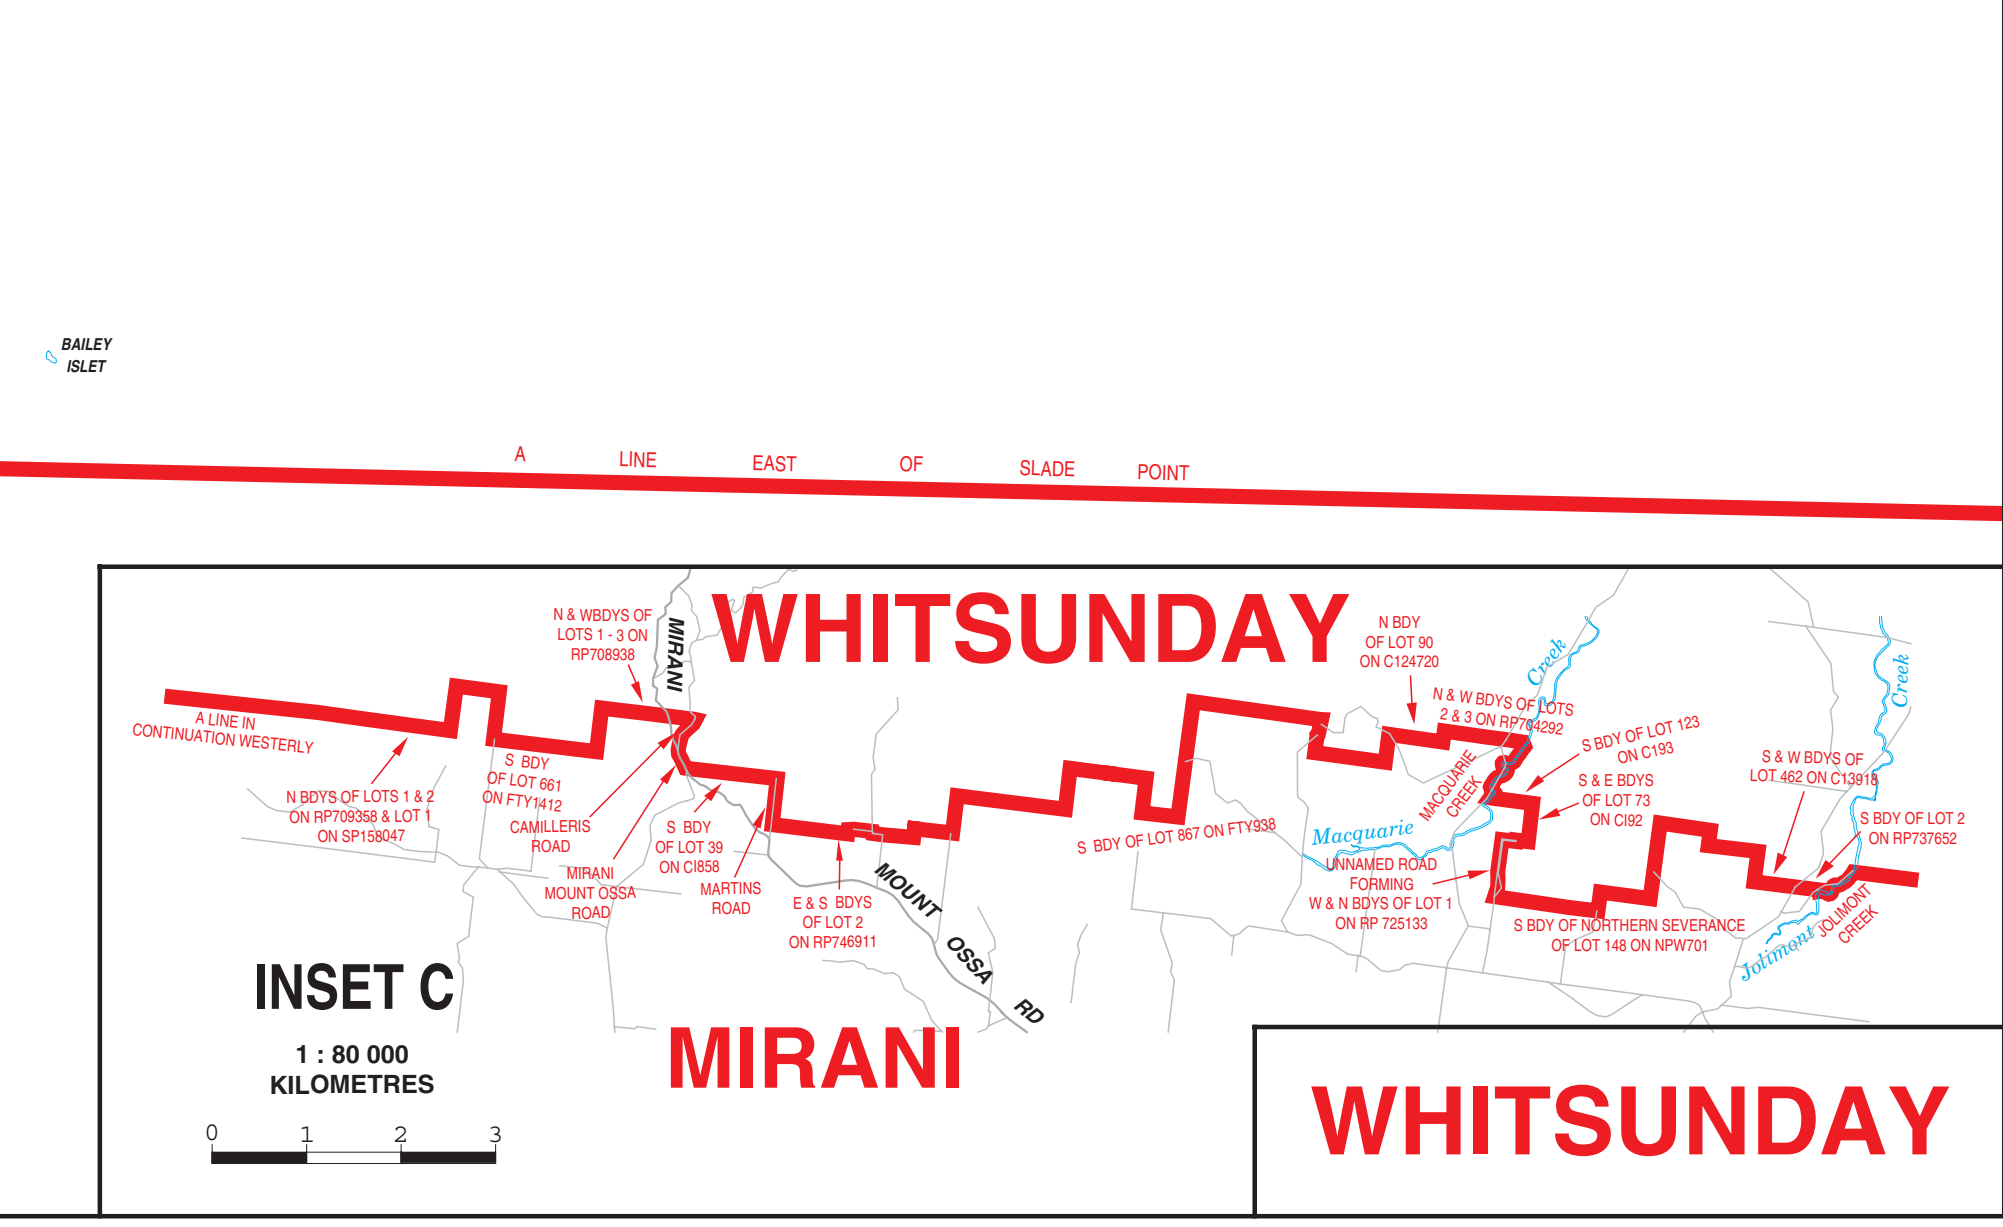 BAILEY
ISLET
A LINE EAST OF SLADE POINT
WHITSUNDAY
N & WBDYS OF
LOTS 1 - 3 ON
RP708938
MIRANI
N BDY
OF LOT 90
ON C124720
Creek
Creek
N & W BDYS OF LOTS
2 & 3 ON RP704292
A LINE IN
CONTINUATION WESTERLY
S BDY OF LOT 123
ON C193
S BDY
OF LOT 661
ON FTY1412
S & W BDYS OF
LOT 462 ON C13918
MACQUARIE
CREEK
S & E BDYS
OF LOT 73
ON CI92
N BDYS OF LOTS 1 & 2
ON RP709358 & LOT 1
ON SP158047
CAMILLERIS
ROAD
S BDY
OF LOT 39
ON CI858
S BDY OF LOT 867 ON FTY938
Macquarie
S BDY OF LOT 2
ON RP737652
MIRANI
MOUNT OSSA
ROAD
MARTINS
ROAD
E & S BDYS
OF LOT 2
ON RP746911
MOUNT OSSA RD
UNNAMED ROAD
FORMING
W & N BDYS OF LOT 1
ON RP 725133
S BDY OF NORTHERN SEVERANCE
OF LOT 148 ON NPW701
JOLIMONT
CREEK
Jolimont
INSET C
1 : 80 000
KILOMETRES
0 1 2 3
MIRANI
WHITSUNDAY